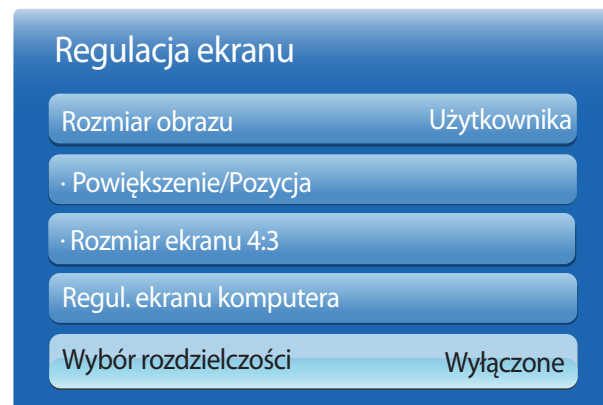 Regulacja ekranu
Rozmiar obrazu Użytkownika
· Powiększenie/Pozycja
· Rozmiar ekranu 4:3
Regul. ekranu komputera
Wybór rozdzielczości Wyłączone